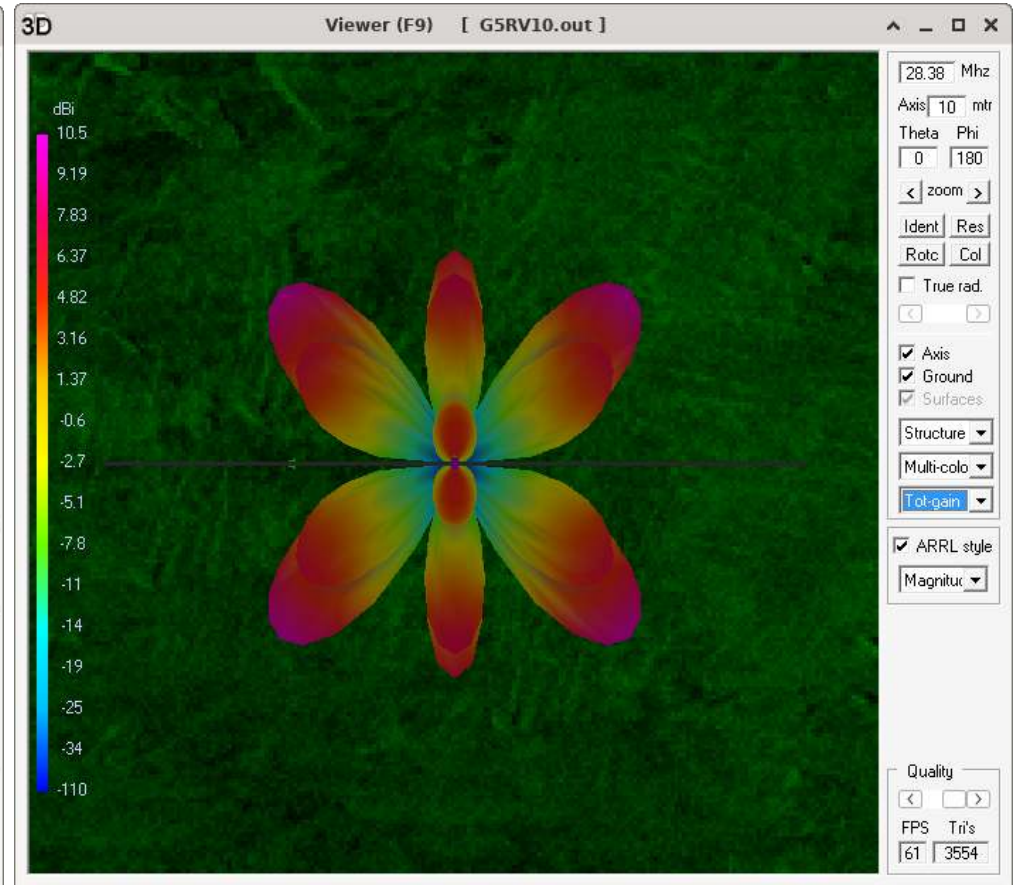 3D Viewer (F9) [ G5RV10.out ]
dBi
10.5
9.19
7.83
6.37
4.82
3.16
1.37
-0.6
-2.7
-5.1
-7.8
-11
-14
-19
-25
-34
-110
28.38 Mhz
Axis 10 mtr
Theta Phi
0 180
< zoom >
Ident Res
Rotc Col
True rad.
Axis
Ground
Surfaces
Structure
Multi-colo
Tot-gain
ARRL style
Magnituc
Quality
FPS Tri's
61 3554